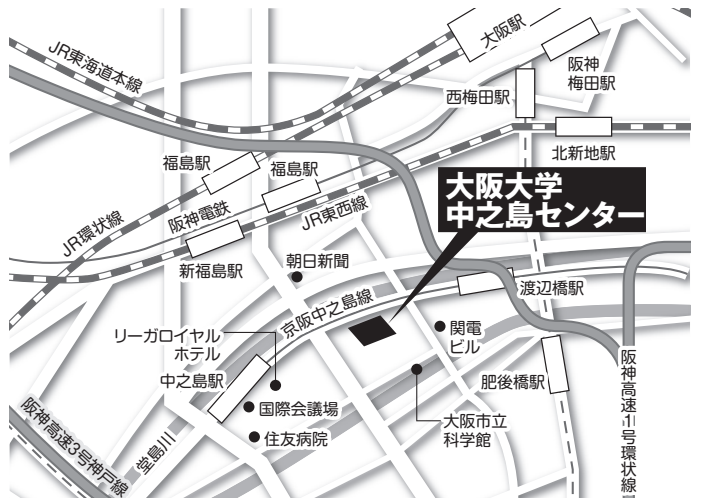 JR東海道本線
大阪駅
阪神
梅田駅
西梅田駅
北新地駅
福島駅
福島駅
大阪大学
中之島センター
阪神電鉄
JR東西線
JR環状線
新福島駅
朝日新聞
渡辺橋駅
京阪中之島線
リーガロイヤル
ホテル
関電
ビル
中之島駅
肥後橋駅
阪神高速1号環状線
国際会議場
大阪市立
科学館
住友病院
堂島川
阪神高速3号神戸線